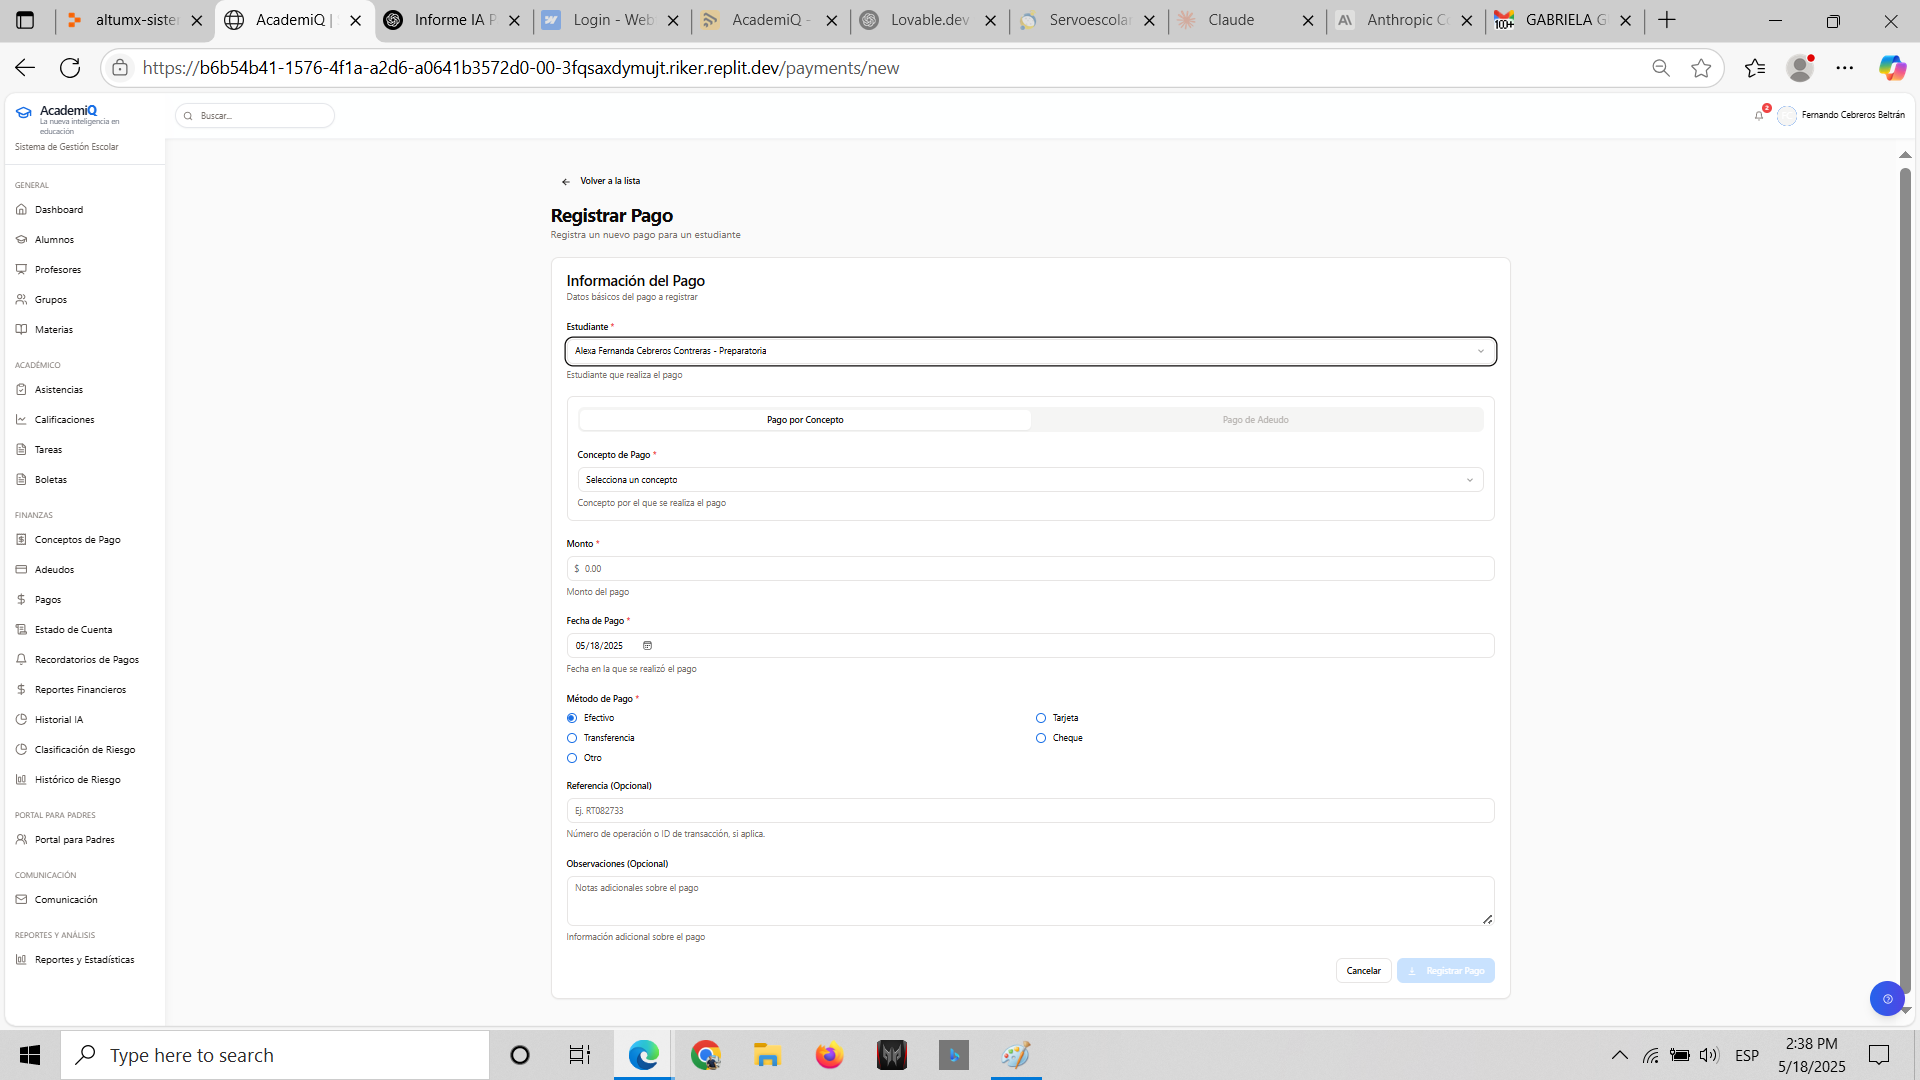 altumx-siste
AcademiQ |
Informe IA P
Login - Web
AcademiQ -
Lovable.dev
Servoescolar
Claude
Anthropic Co
GABRIELA G
https://b6b54b41-1576-4f1a-a2d6-a0641b3572d0-00-3fqsaxdymujt.riker.replit.dev/payments/new
AcademiQ
La nueva inteligencia en
educación
Sistema de Gestión Escolar
Buscar...
2
Fernando Cebreros Beltrán
GENERAL
Dashboard
Alumnos
Profesores
Grupos
Materias
ACADÉMICO
Asistencias
Calificaciones
Tareas
Boletas
FINANZAS
Conceptos de Pago
Adeudos
Pagos
Estado de Cuenta
Recordatorios de Pagos
Reportes Financieros
Historial IA
Clasificación de Riesgo
Histórico de Riesgo
PORTAL PARA PADRES
Portal para Padres
COMUNICACIÓN
Comunicación
REPORTES Y ANÁLISIS
Reportes y Estadísticas
Volver a la lista
Registrar Pago
Registra un nuevo pago para un estudiante
Información del Pago
Datos básicos del pago a registrar
Estudiante *
Alexa Fernanda Cebreros Contreras - Preparatoria
Estudiante que realiza el pago
Pago por Concepto
Pago de Adeudo
Concepto de Pago *
Selecciona un concepto
Concepto por el que se realiza el pago
Monto *
$ 0.00
Monto del pago
Fecha de Pago *
05/18/2025
Fecha en la que se realizó el pago
Método de Pago *
Efectivo
Tarjeta
Transferencia
Cheque
Otro
Referencia (Opcional)
Ej. RT082733
Número de operación o ID de transacción, si aplica.
Observaciones (Opcional)
Notas adicionales sobre el pago
Información adicional sobre el pago
Cancelar
Registrar Pago
Type here to search
ESP
2:38 PM
5/18/2025